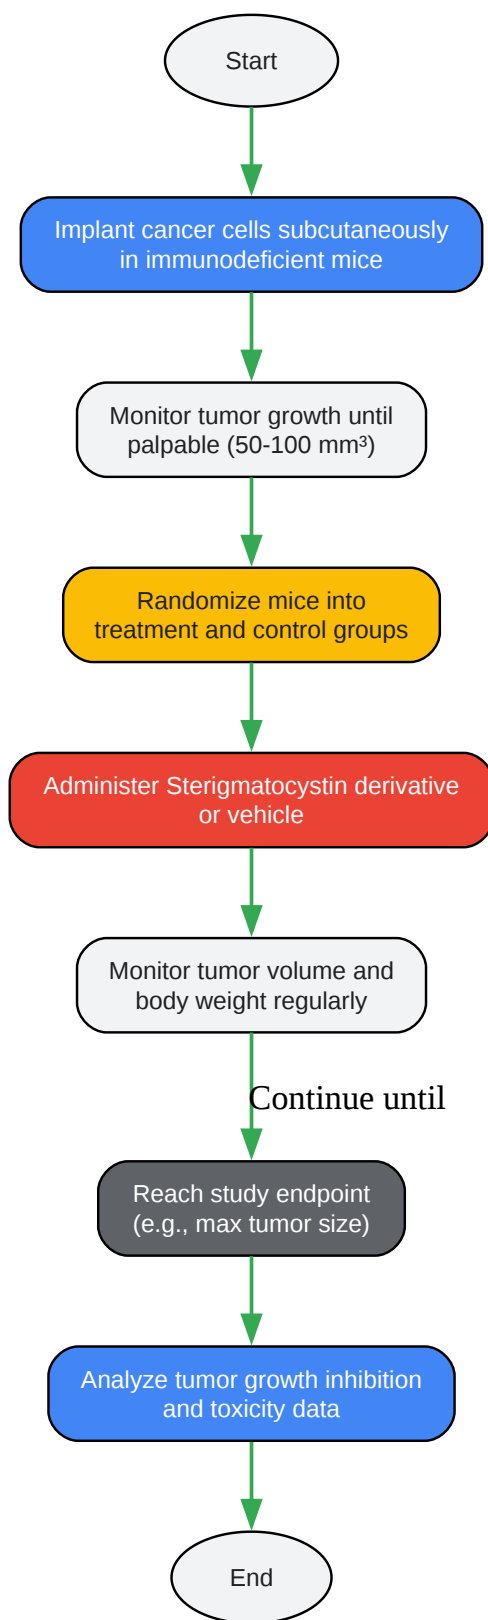 Start
Implant cancer cells subcutaneously
in immunodeficient mice
Monitor tumor growth until
palpable (50-100 mm³)
Randomize mice into
treatment and control groups
Administer Sterigmatocystin derivative
or vehicle
Monitor tumor volume and
body weight regularly
Continue until
Reach study endpoint
(e.g., max tumor size)
Analyze tumor growth inhibition
and toxicity data
End